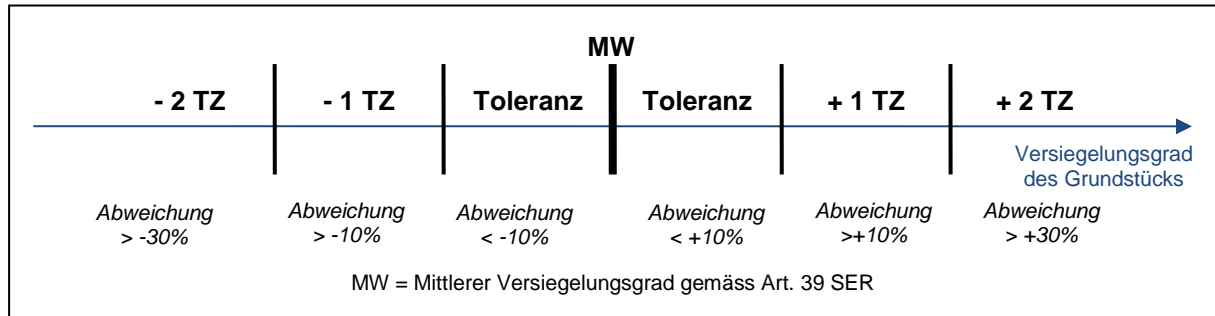 MW
- 2 TZ - 1 TZ Toleranz Toleranz + 1 TZ + 2 TZ
Versiegelungsgrad
des Grundstücks
Abweichung Abweichung Abweichung Abweichung Abweichung Abweichung
> -30% > -10% < -10% < +10% >+10% > +30%
MW = Mittlerer Versiegelungsgrad gemäss Art. 39 SER